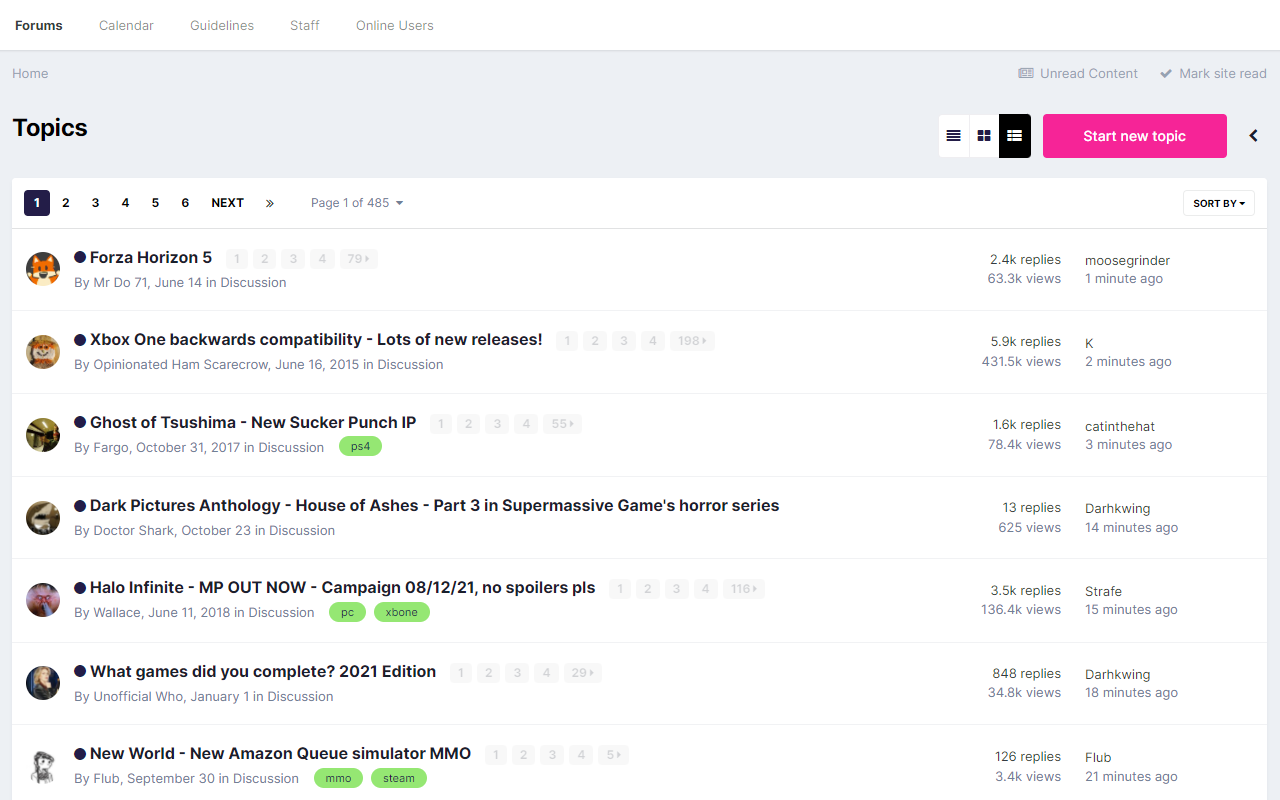 Forums Calendar Guidelines Staff Online Users
Home Unread Content Mark site read
Topics Start new topic
1 2 3 4 5 6 NEXT Page 1 of 485 SORT BY
Forza Horizon 5 1 2 3 4 79
By Mr Do 71, June 14 in Discussion
2.4k replies
63.3k views
moosegrinder
1 minute ago
Xbox One backwards compatibility - Lots of new releases! 1 2 3 4 198
By Opinionated Ham Scarecrow, June 16, 2015 in Discussion
5.9k replies
431.5k views
K
2 minutes ago
Ghost of Tsushima - New Sucker Punch IP 1 2 3 4 55
By Fargo, October 31, 2017 in Discussion ps4
1.6k replies
78.4k views
catinthehat
3 minutes ago
Dark Pictures Anthology - House of Ashes - Part 3 in Supermassive Game's horror series
By Doctor Shark, October 23 in Discussion
13 replies
625 views
Darhkwing
14 minutes ago
Halo Infinite - MP OUT NOW - Campaign 08/12/21, no spoilers pls 1 2 3 4 116
By Wallace, June 11, 2018 in Discussion pc xbone
3.5k replies
136.4k views
Strafe
15 minutes ago
What games did you complete? 2021 Edition 1 2 3 4 29
By Unofficial Who, January 1 in Discussion
848 replies
34.8k views
Darhkwing
18 minutes ago
New World - New Amazon Queue simulator MMO 1 2 3 4 5
By Flub, September 30 in Discussion mmo steam
126 replies
3.4k views
Flub
21 minutes ago